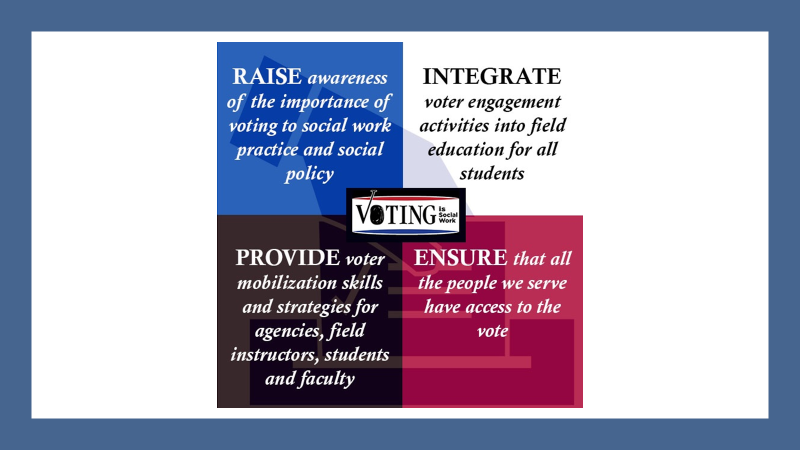 RAISE awareness
of the importance of
voting to social work
practice and social
policy
INTEGRATE
voter engagement
activities into field
education for all
students
VOTING Is
Social
Work
PROVIDE voter
mobilization skills
and strategies for
agencies, field
instructors, students
and faculty
ENSURE that all
the people we serve
have access to the
vote